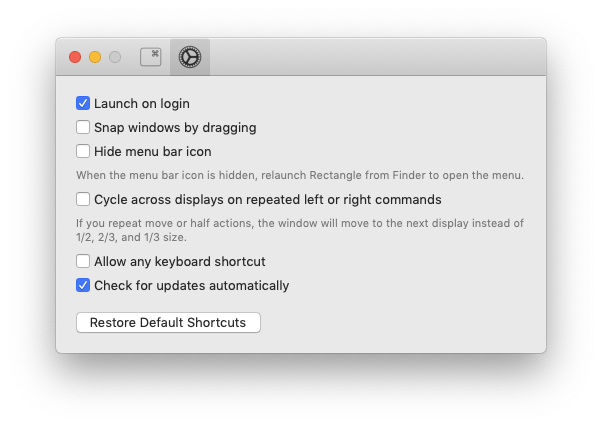 ⌘
Launch on login
Snap windows by dragging
Hide menu bar icon
When the menu bar icon is hidden, relaunch Rectangle from Finder to open the menu.
Cycle across displays on repeated left or right commands
If you repeat move or half actions, the window will move to the next display instead of
1/2, 2/3, and 1/3 size.
Allow any keyboard shortcut
Check for updates automatically
Restore Default Shortcuts